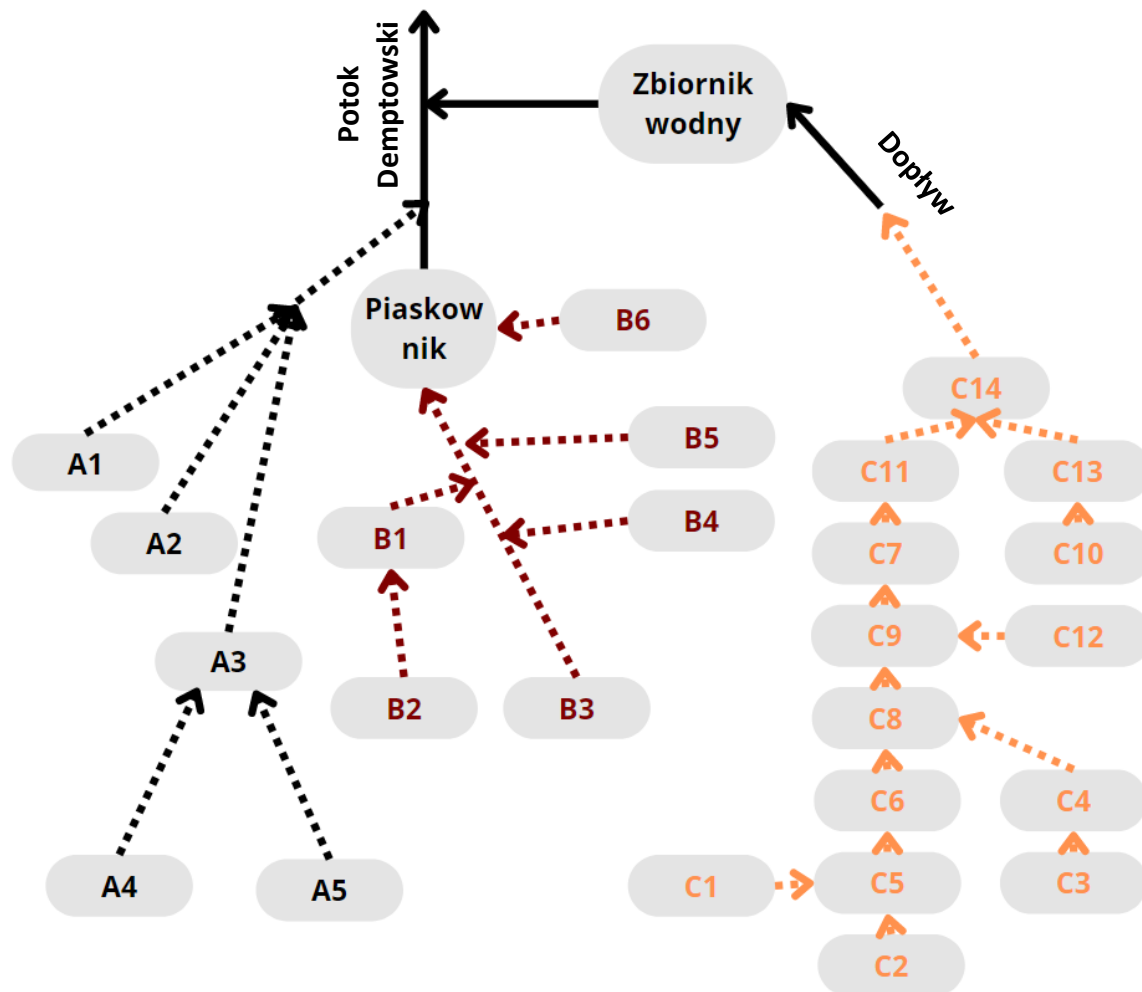 Potok
Demptowski
Zbiornik
wodny
Dopływ
Piaskow
nik
B6
C14
A1
B5
C11
C13
A2
B1
B4
C7
C10
A3
C9
C12
B2
B3
C8
C6
C4
A4
A5
C1
C5
C3
C2